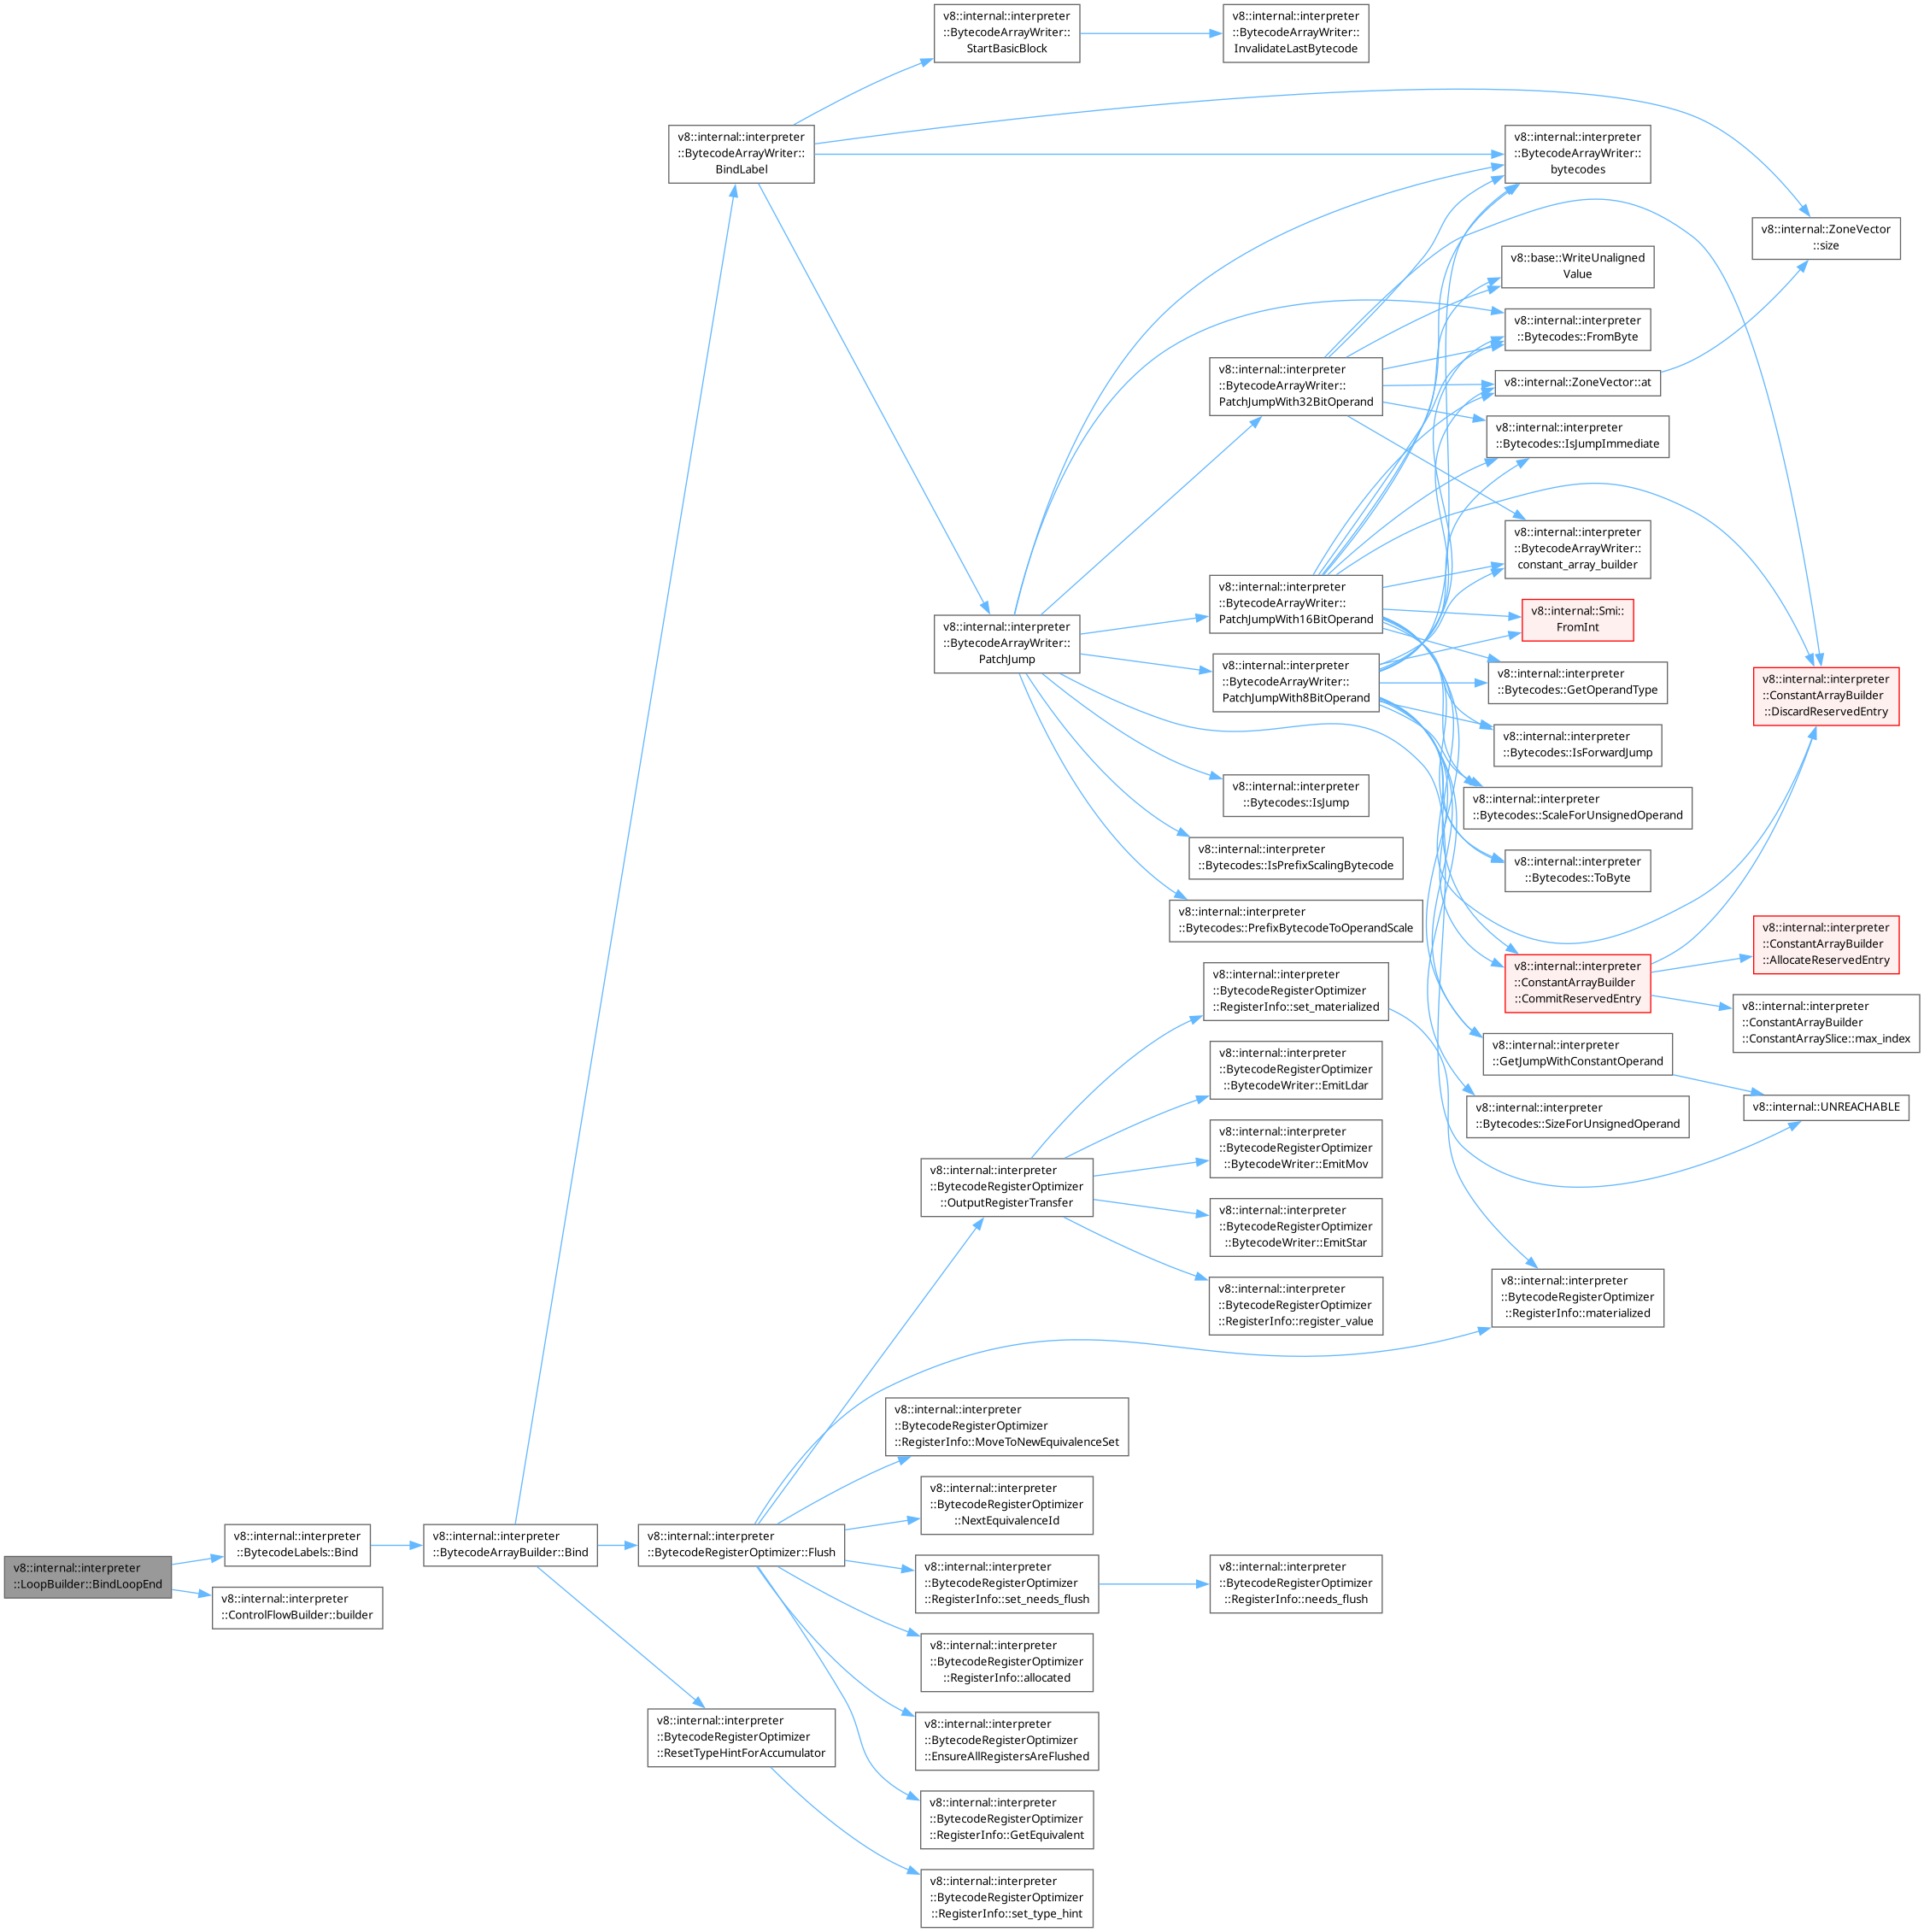 v8::internal::interpreter
::LoopBuilder::BindLoopEnd
v8::internal::interpreter
::BytecodeLabels::Bind
v8::internal::interpreter
::ControlFlowBuilder::builder
v8::internal::interpreter
::BytecodeArrayBuilder::Bind
v8::internal::interpreter
::BytecodeArrayWriter::
BindLabel
v8::internal::interpreter
::BytecodeRegisterOptimizer::Flush
v8::internal::interpreter
::BytecodeRegisterOptimizer
::ResetTypeHintForAccumulator
v8::internal::interpreter
::BytecodeArrayWriter::
StartBasicBlock
v8::internal::interpreter
::BytecodeArrayWriter::
PatchJump
v8::internal::interpreter
::BytecodeRegisterOptimizer
::OutputRegisterTransfer
v8::internal::interpreter
::BytecodeRegisterOptimizer
::RegisterInfo::MoveToNewEquivalenceSet
v8::internal::interpreter
::BytecodeRegisterOptimizer
::NextEquivalenceId
v8::internal::interpreter
::BytecodeRegisterOptimizer
::RegisterInfo::set_needs_flush
v8::internal::interpreter
::BytecodeRegisterOptimizer
::RegisterInfo::allocated
v8::internal::interpreter
::BytecodeRegisterOptimizer
::EnsureAllRegistersAreFlushed
v8::internal::interpreter
::BytecodeRegisterOptimizer
::RegisterInfo::GetEquivalent
v8::internal::interpreter
::BytecodeRegisterOptimizer
::RegisterInfo::set_type_hint
v8::internal::interpreter
::BytecodeArrayWriter::
InvalidateLastBytecode
v8::internal::interpreter
::BytecodeArrayWriter::
PatchJumpWith32BitOperand
v8::internal::interpreter
::BytecodeArrayWriter::
PatchJumpWith16BitOperand
v8::internal::interpreter
::BytecodeArrayWriter::
PatchJumpWith8BitOperand
v8::internal::interpreter
::Bytecodes::IsJump
v8::internal::interpreter
::Bytecodes::IsPrefixScalingBytecode
v8::internal::interpreter
::Bytecodes::PrefixBytecodeToOperandScale
v8::internal::interpreter
::BytecodeRegisterOptimizer
::RegisterInfo::set_materialized
v8::internal::interpreter
::BytecodeRegisterOptimizer
::BytecodeWriter::EmitLdar
v8::internal::interpreter
::BytecodeRegisterOptimizer
::BytecodeWriter::EmitMov
v8::internal::interpreter
::BytecodeRegisterOptimizer
::BytecodeWriter::EmitStar
v8::internal::interpreter
::BytecodeRegisterOptimizer
::RegisterInfo::register_value
v8::internal::interpreter
::BytecodeRegisterOptimizer
::RegisterInfo::needs_flush
v8::internal::interpreter
::BytecodeArrayWriter::
bytecodes
v8::base::WriteUnaligned
Value
v8::internal::interpreter
::Bytecodes::FromByte
v8::internal::ZoneVector::at
v8::internal::interpreter
::Bytecodes::IsJumpImmediate
v8::internal::interpreter
::BytecodeArrayWriter::
constant_array_builder
v8::internal::Smi::
FromInt
v8::internal::interpreter
::Bytecodes::GetOperandType
v8::internal::interpreter
::Bytecodes::IsForwardJump
v8::internal::interpreter
::Bytecodes::ScaleForUnsignedOperand
v8::internal::interpreter
::Bytecodes::ToByte
v8::internal::interpreter
::ConstantArrayBuilder
::CommitReservedEntry
v8::internal::interpreter
::GetJumpWithConstantOperand
v8::internal::interpreter
::Bytecodes::SizeForUnsignedOperand
v8::internal::interpreter
::BytecodeRegisterOptimizer
::RegisterInfo::materialized
v8::internal::ZoneVector
::size
v8::internal::interpreter
::ConstantArrayBuilder
::DiscardReservedEntry
v8::internal::interpreter
::ConstantArrayBuilder
::AllocateReservedEntry
v8::internal::interpreter
::ConstantArrayBuilder
::ConstantArraySlice::max_index
v8::internal::UNREACHABLE